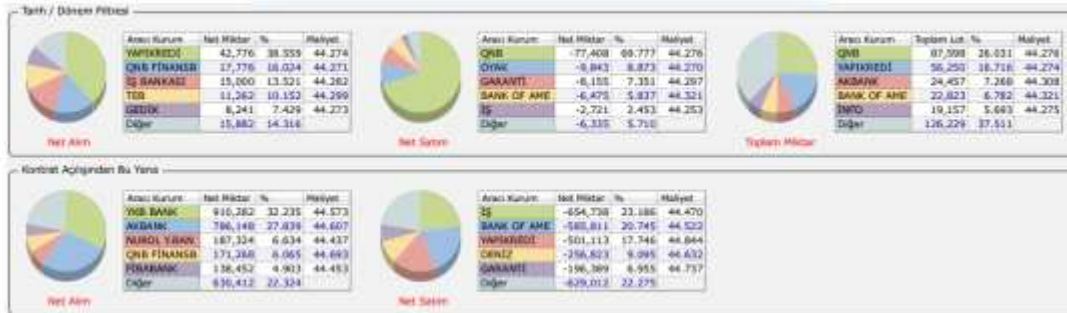 Tarih / Dönem Filtresi
Aracı Kurum Net Miktar % Maliyet
YAPIKREDİ 42,776 38.559 44.274
QNB FİNANSB 17,776 16.024 44.271
İŞ BANKASI 15,000 13.521 44.262
TEB 11,262 10.152 44.299
GEDİK 8,241 7.429 44.273
Diğer 15,882 14.316
Net Alım
Aracı Kurum Net Miktar % Maliyet
QNB -77,408 69.777 44.276
OYAK -9,843 8.873 44.270
GARANTİ -8,155 7.351 44.297
BANK OF AME -6,475 5.837 44.321
İŞ -2,721 2.453 44.253
Diğer -6,335 5.710
Net Satım
Aracı Kurum Toplam Lot % Maliyet
QNB 87,598 26.031 44.276
YAPIKREDİ 56,250 16.716 44.274
AKBANK 24,457 7.268 44.308
BANK OF AME 22,823 6.782 44.321
İNFO 19,157 5.693 44.275
Diğer 126,229 37.511
Toplam Miktar
Kontrat Açılışından Bu Yana
Aracı Kurum Net Miktar % Maliyet
YKB BANK 910,282 32.235 44.573
AKBANK 786,148 27.839 44.607
NUROL Y.BAN 187,324 6.634 44.437
QNB FİNANSB 171,268 6.065 44.693
FİBABANK 138,452 4.903 44.453
Diğer 630,412 22.324
Net Alım
Aracı Kurum Net Miktar % Maliyet
İŞ -654,738 23.186 44.470
BANK OF AME -585,811 20.745 44.522
YAPIKREDİ -501,113 17.746 44.844
DENİZ -256,823 9.095 44.632
GARANTİ -196,389 6.955 44.737
Diğer -629,012 22.275
Net Satım